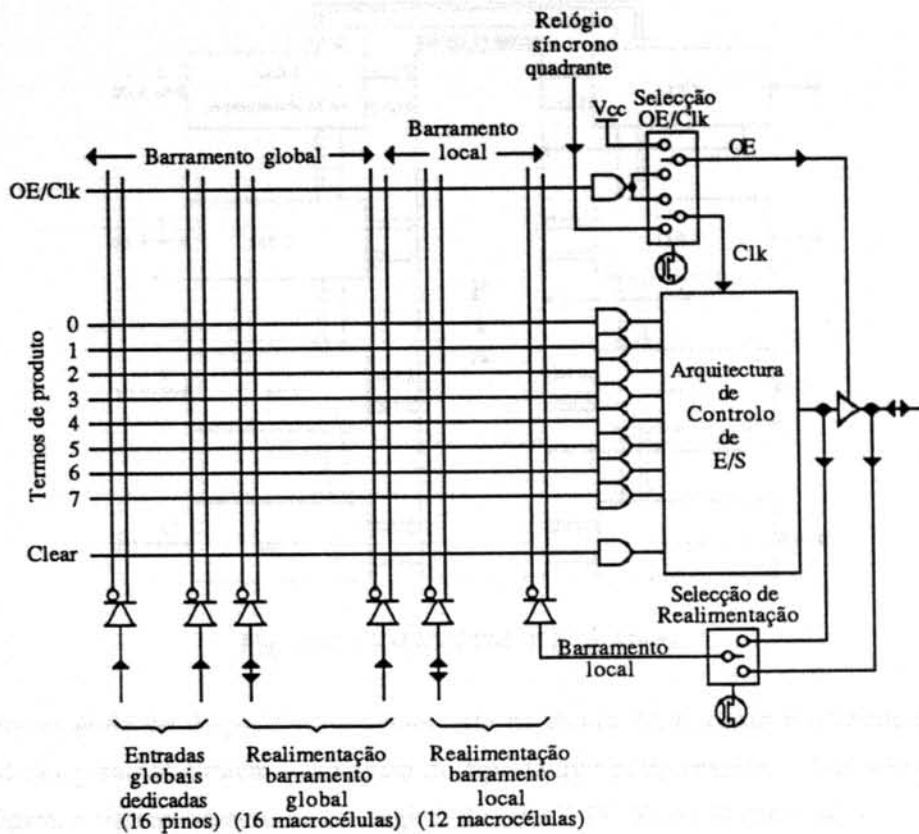 Relógio
síncrono
quadrante
Vcc
Selecção
OE/Clk
OE
Barramento global
Barramento
local
OE/Clk
Clk
Termos de produto
0
1
2
3
4
5
6
7
Arquitectura
de
Controlo
de
E/S
Clear
Selecção de
Realimentação
Barramento
local
Entradas
globais
dedicadas
(16 pinos)
Realimentação
barramento
global
(16 macrocélulas)
Realimentação
barramento
local
(12 macrocélulas)